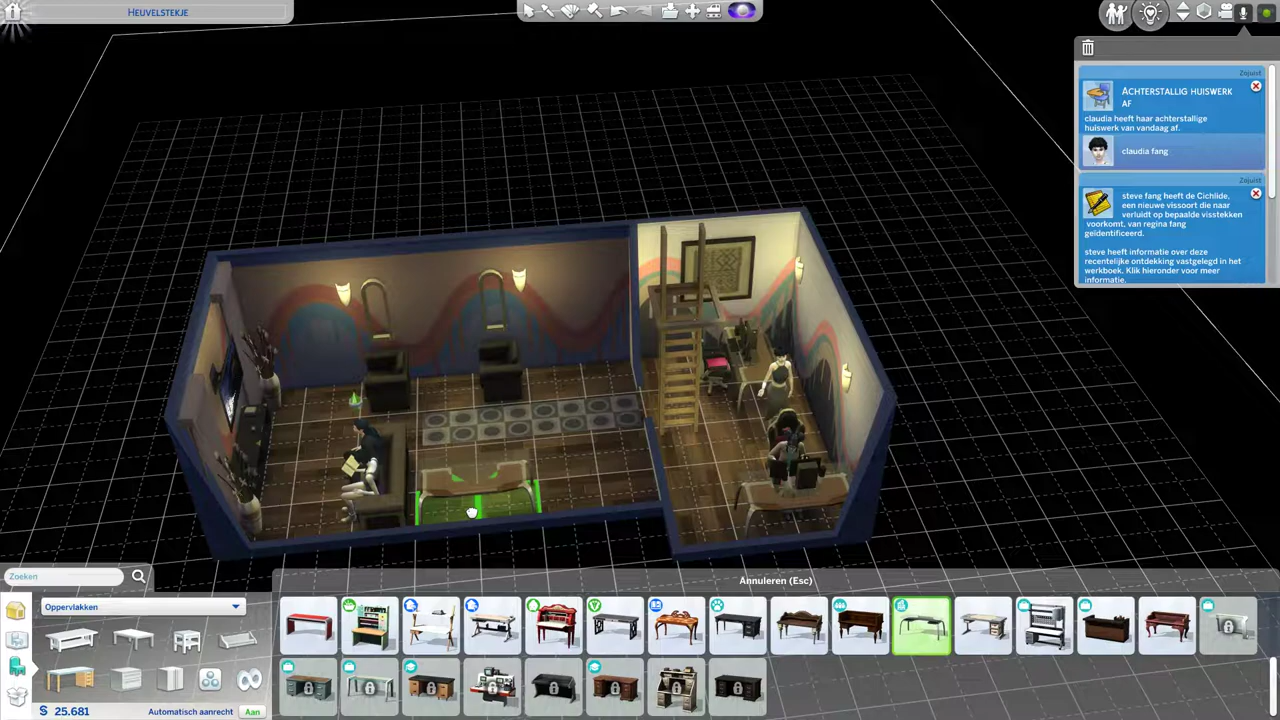 Heuvelstekje
Zojuist
Achterstallig huiswerk
af
claudia heeft haar achterstallige
huiswerk van vandaag af.
claudia fang
Zojuist
steve fang heeft de Cichlide,
een nieuwe vissoort die naar
verluidt op bepaalde visstekken
voorkomt, van regina fang
geïdentificeerd.
steve heeft informatie over deze
recentelijke ontdekking vastgelegd in het
werkboek. Klik hieronder voor meer
informatie.
Annuleren (Esc)
Zoeken
Oppervlakken
$ 25.681
Automatisch aanrecht
Aan